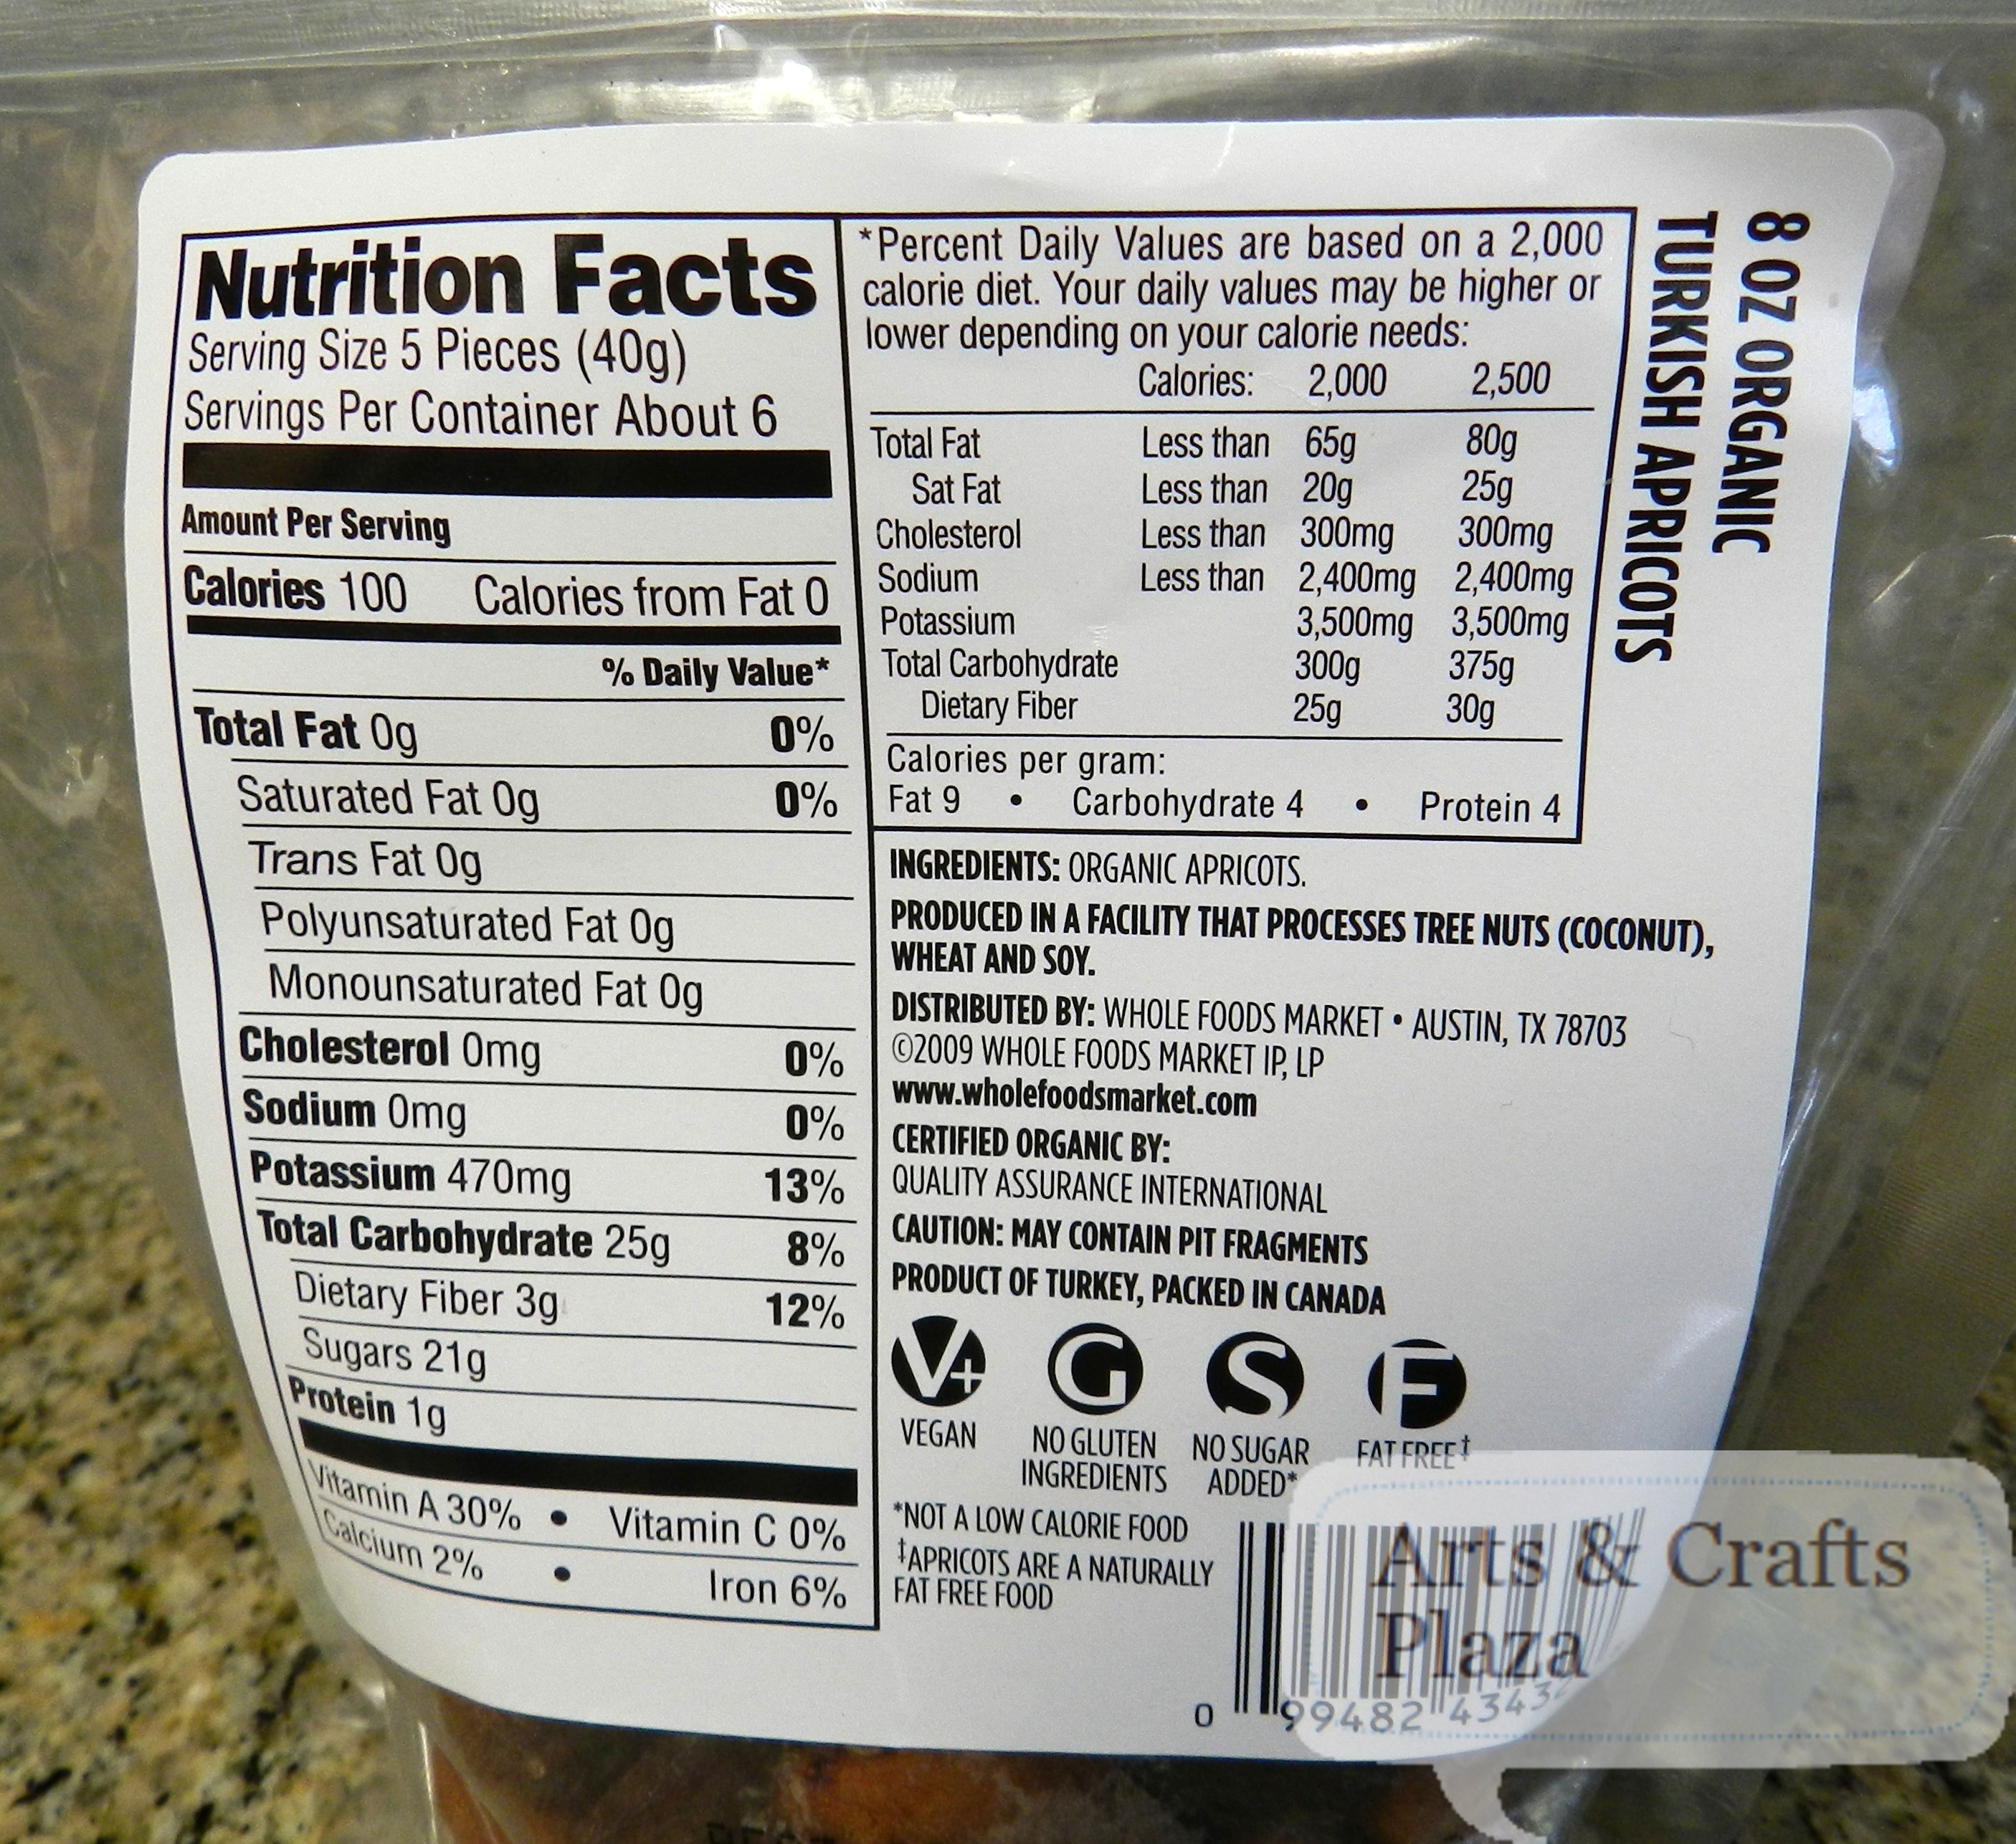 Nutrition Facts
Serving Size 5 Pieces (40g)
Servings Per Container About 6
Amount Per Serving
Calories 100 Calories from Fat 0
% Daily Value*
Total Fat 0g 0%
Saturated Fat 0g 0%
Trans Fat 0g
Polyunsaturated Fat 0g
Monounsaturated Fat 0g
Cholesterol 0mg 0%
Sodium 0mg 0%
Potassium 470mg 13%
Total Carbohydrate 25g 8%
Dietary Fiber 3g 12%
Sugars 21g
Protein 1g
Vitamin A 30% • Vitamin C 0%
Calcium 2% • Iron 6%
*Percent Daily Values are based on a 2,000
calorie diet. Your daily values may be higher or
lower depending on your calorie needs:
Calories: 2,000 2,500
Total Fat Less than 65g 80g
Sat Fat Less than 20g 25g
Cholesterol Less than 300mg 300mg
Sodium Less than 2,400mg 2,400mg
Potassium 3,500mg 3,500mg
Total Carbohydrate 300g 375g
Dietary Fiber 25g 30g
Calories per gram:
Fat 9 • Carbohydrate 4 • Protein 4
INGREDIENTS: ORGANIC APRICOTS.
PRODUCED IN A FACILITY THAT PROCESSES TREE NUTS (COCONUT),
WHEAT AND SOY.
DISTRIBUTED BY: WHOLE FOODS MARKET • AUSTIN, TX 78703
©2009 WHOLE FOODS MARKET IP, LP
www.wholefoodsmarket.com
CERTIFIED ORGANIC BY:
QUALITY ASSURANCE INTERNATIONAL
CAUTION: MAY CONTAIN PIT FRAGMENTS
PRODUCT OF TURKEY, PACKED IN CANADA
V+ G S F
VEGAN NO GLUTEN NO SUGAR FAT FREE‡
INGREDIENTS ADDED*
*NOT A LOW CALORIE FOOD
‡APRICOTS ARE A NATURALLY
FAT FREE FOOD
0 99482
8 OZ ORGANIC
TURKISH APRICOTS
Arts & Crafts
Plaza